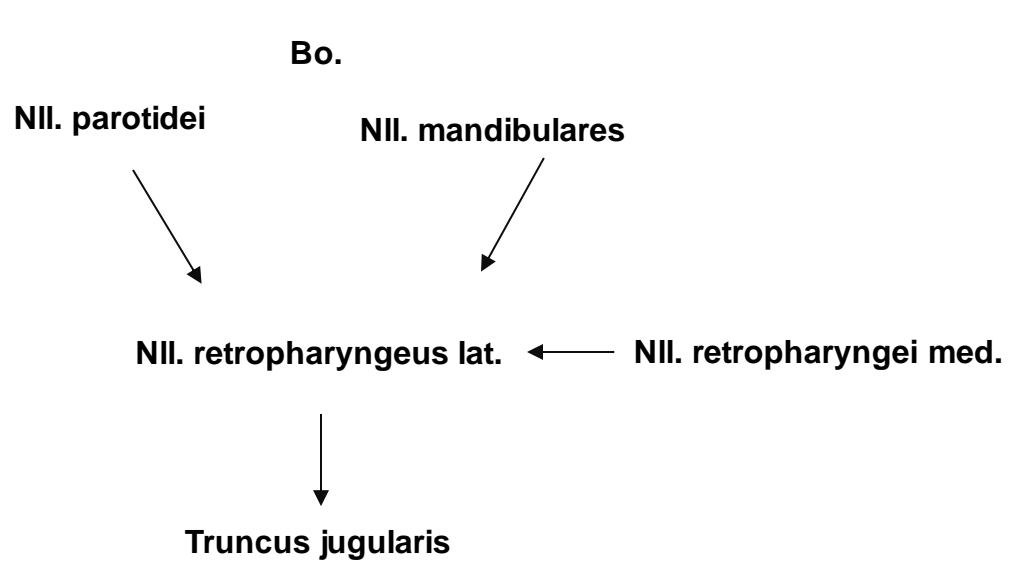 Bo.
Nll. parotidei
Nll. mandibulares
Nll. retropharyngeus lat.
Nll. retropharyngei med.
Truncus jugularis